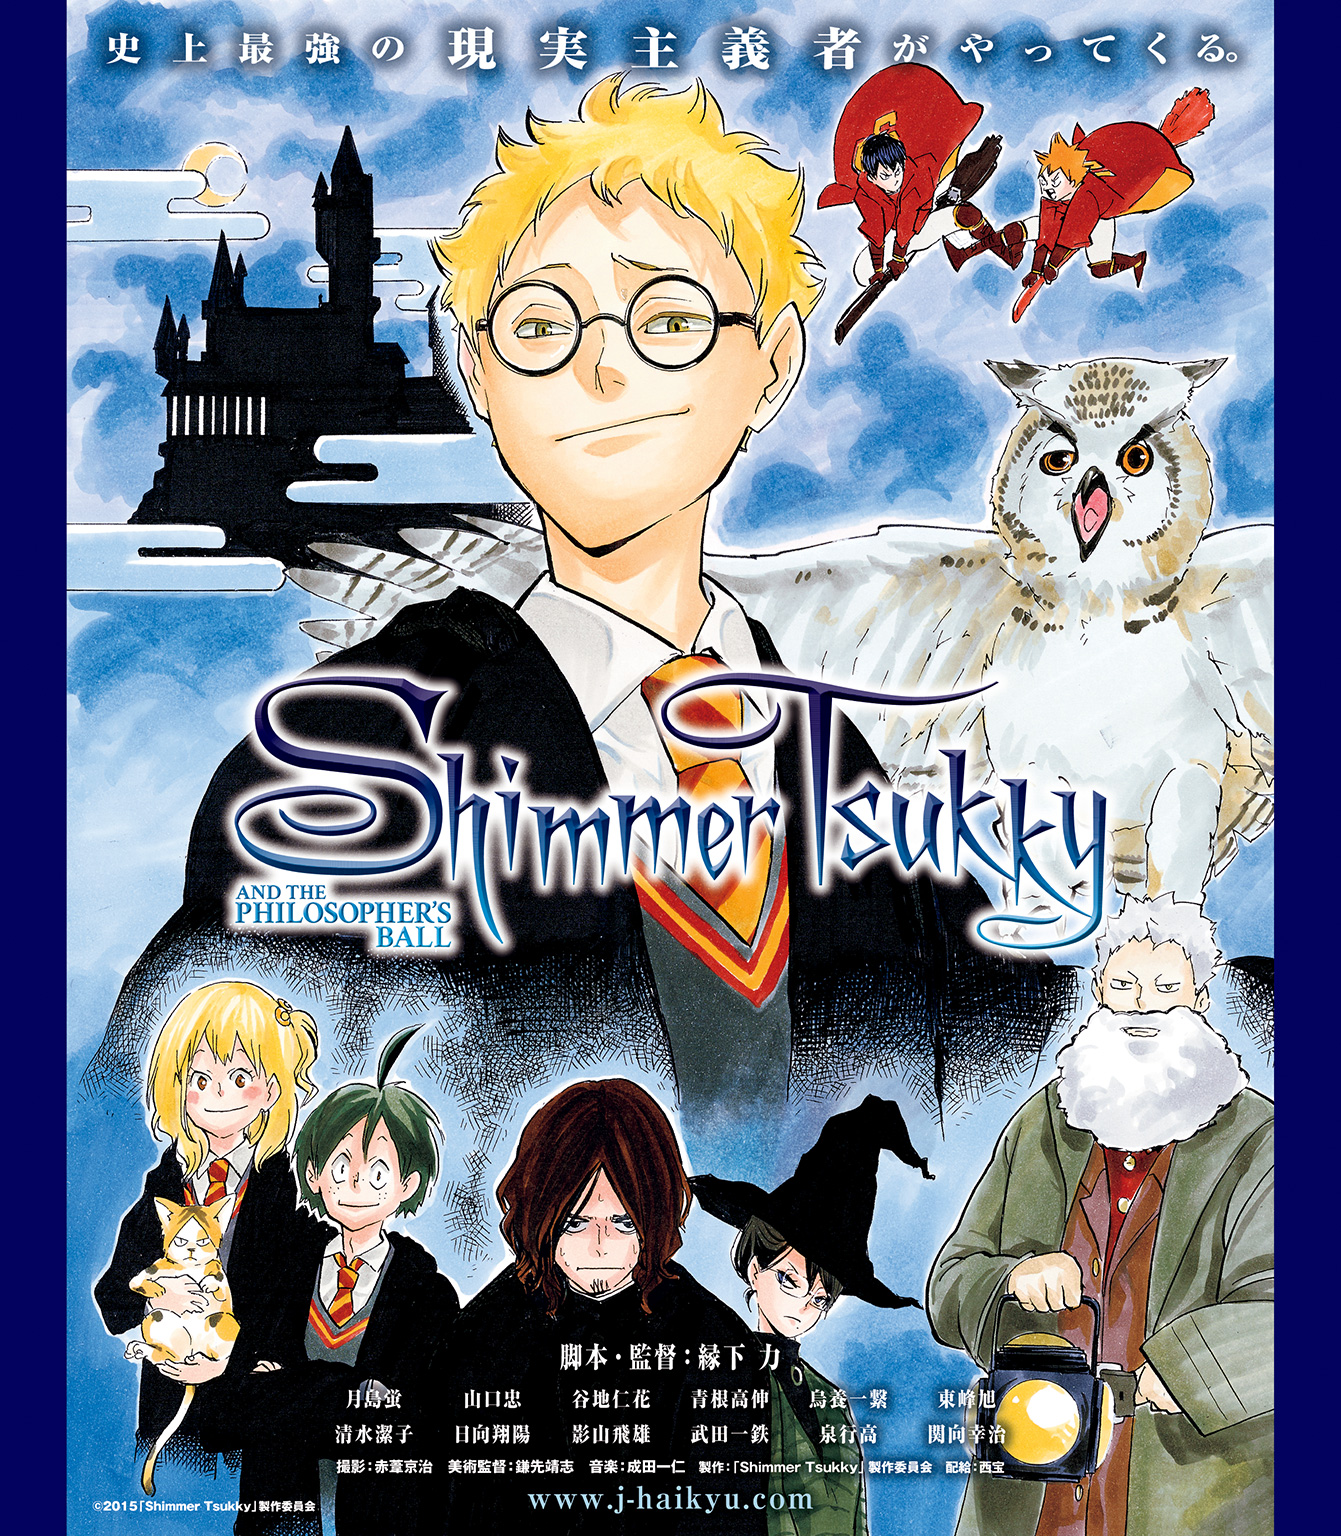 史上最強の現実主義者がやってくる。
Shimmer Tsukky
AND THE
PHILOSOPHER'S
BALL
脚本・監督：縁下 力
月島蛍 山口忠 谷地仁花 青根高伸 烏養一繋 東峰旭
清水潔子 日向翔陽 影山飛雄 武田一鉄 泉行高 関向幸治
撮影：赤葦京治 美術監督：鎌先靖志 音楽：成田一仁 製作：「Shimmer Tsukky」製作委員会 配給：西宝
©2015「Shimmer Tsukky」製作委員会
www.j-haikyu.com